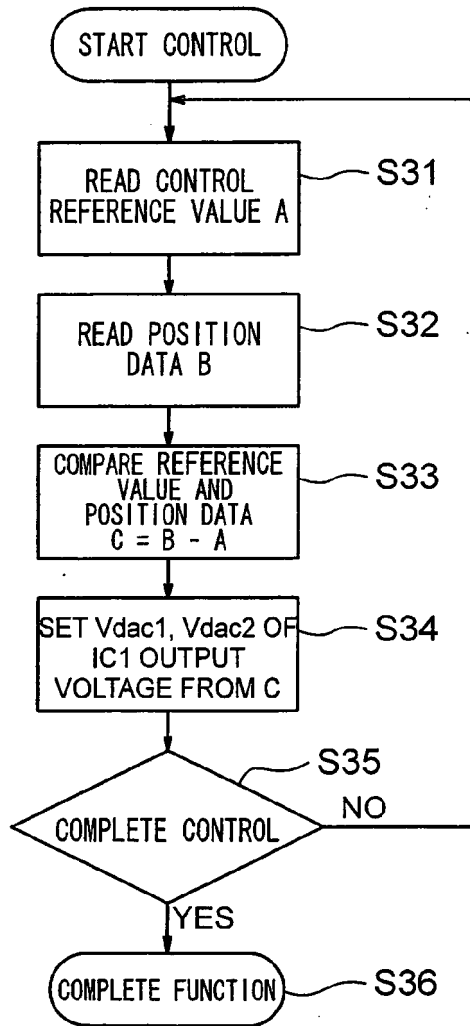 START CONTROL
READ CONTROL
REFERENCE VALUE A
S31
READ POSITION
DATA B
S32
COMPARE REFERENCE
VALUE AND
POSITION DATA
C = B - A
S33
SET Vdac1, Vdac2 OF
IC1 OUTPUT
VOLTAGE FROM C
S34
S35
COMPLETE CONTROL
NO
YES
COMPLETE FUNCTION
S36